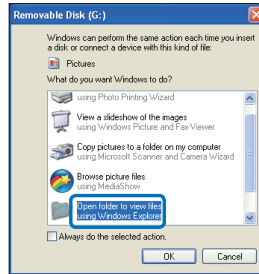 Removable Disk (G:)
Windows can perform the same action each time you insert
a disk or connect a device with this kind of file:
Pictures
What do you want Windows to do?
using Photo Printing Wizard
View a slideshow of the images
using Windows Picture and Fax Viewer
Copy pictures to a folder on my computer
using Microsoft Scanner and Camera Wizard
Browse picture files
using MediaShow
Open folder to view files
using Windows Explorer
Always do the selected action.
OK
Cancel